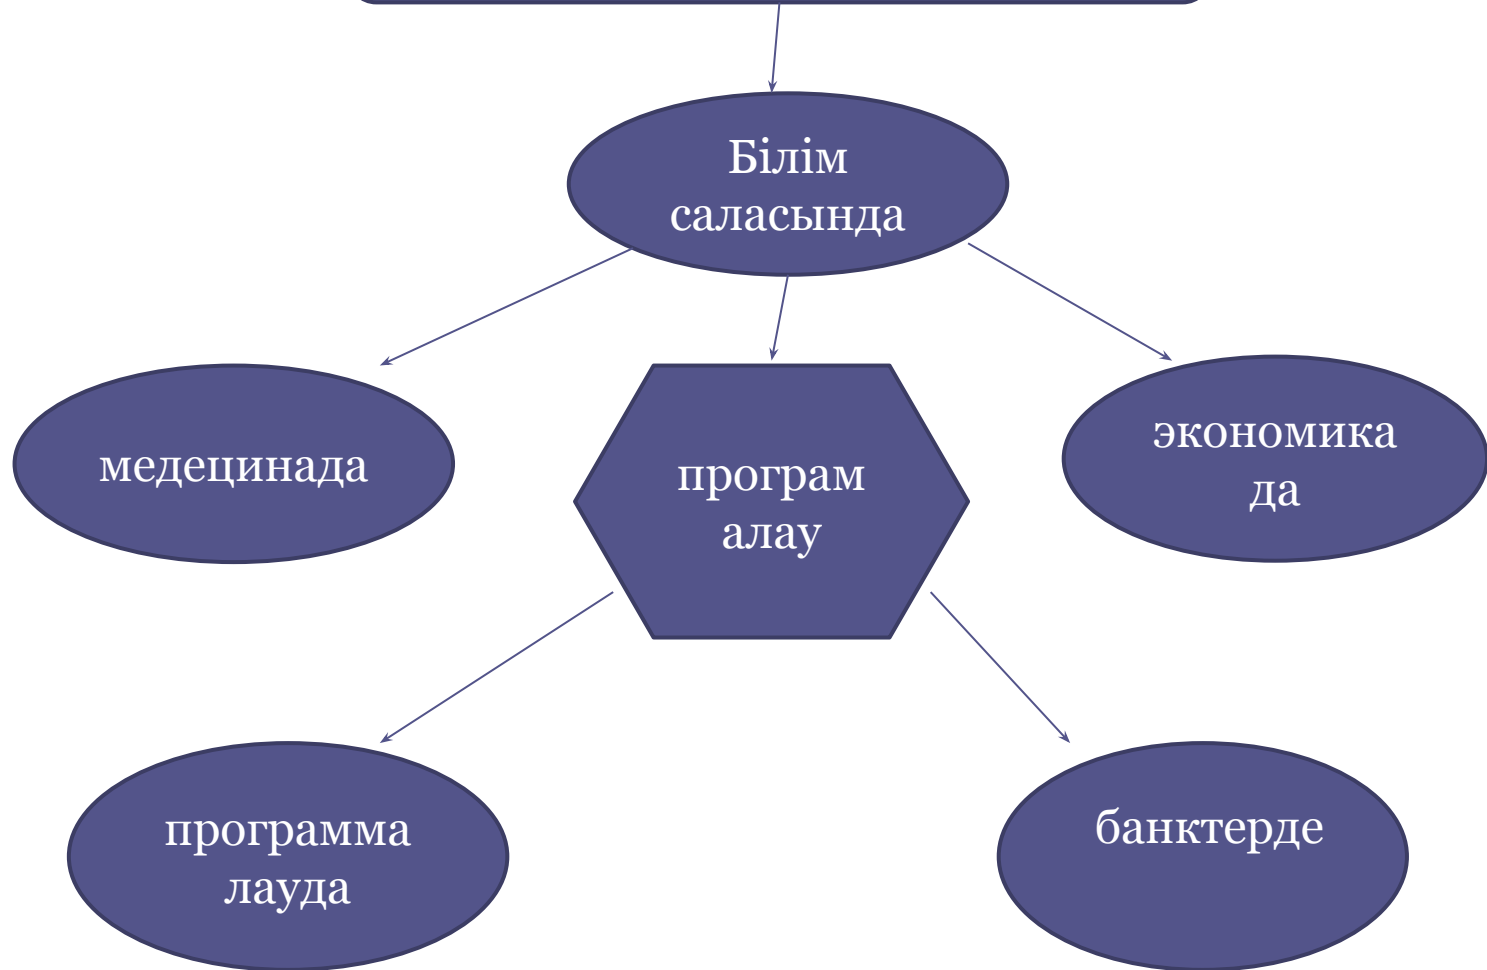 Білім
саласында
медецинада
програм
алау
экономика
да
программа
лауда
банктерде